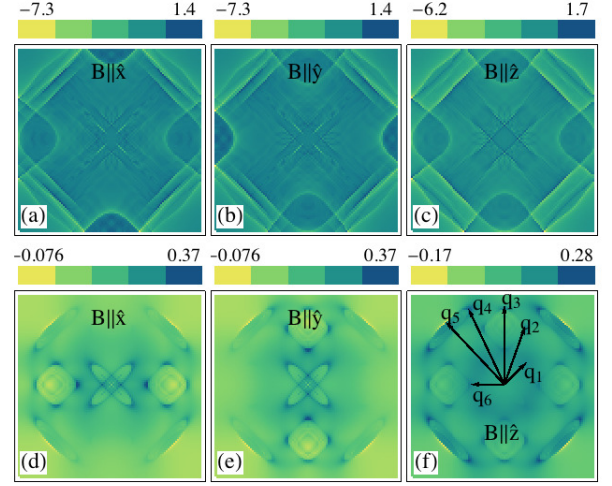 −7.3 1.4 −7.3 1.4 −6.2 1.7
B||x̂ B||ŷ B||ẑ
(a) (b) (c)
−0.076 0.37 −0.076 0.37 −0.17 0.28
B||x̂ B||ŷ q₅ q₄ q₃
q₂
q₁
q₆
B||ẑ
(d) (e) (f)